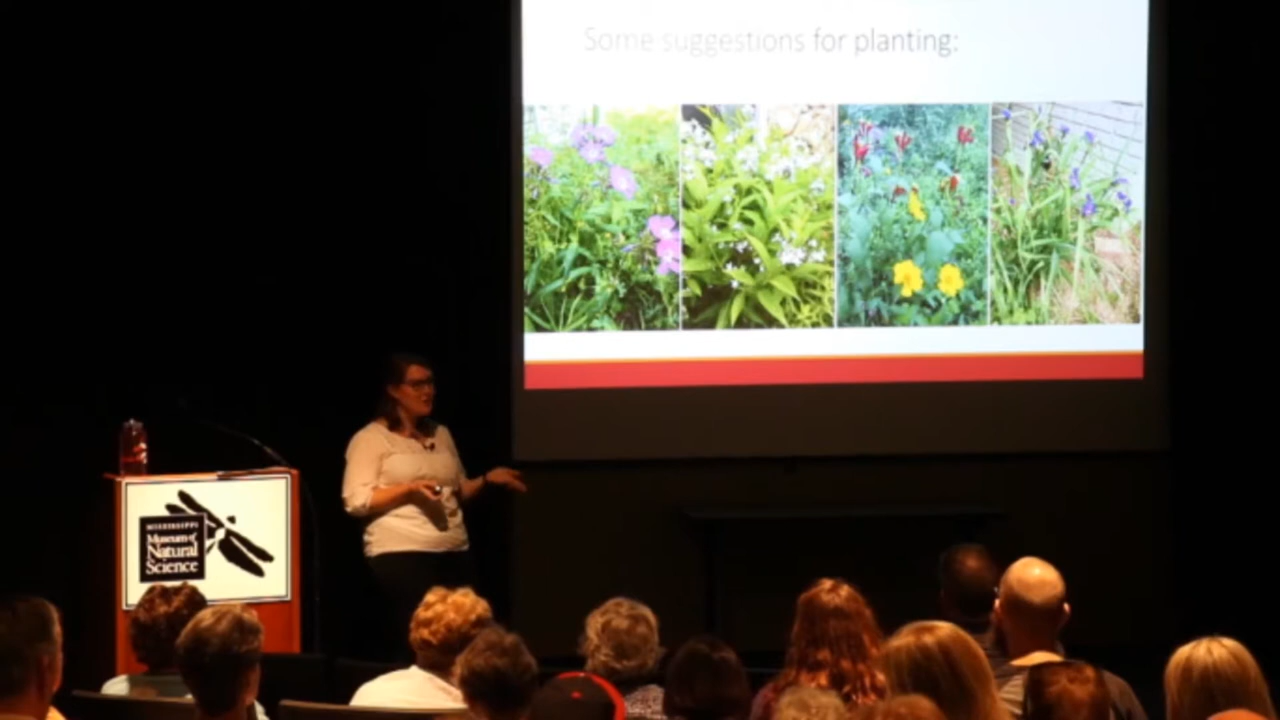 Some suggestions for planting:
MISSISSIPPI
Museum of
Natural
Science